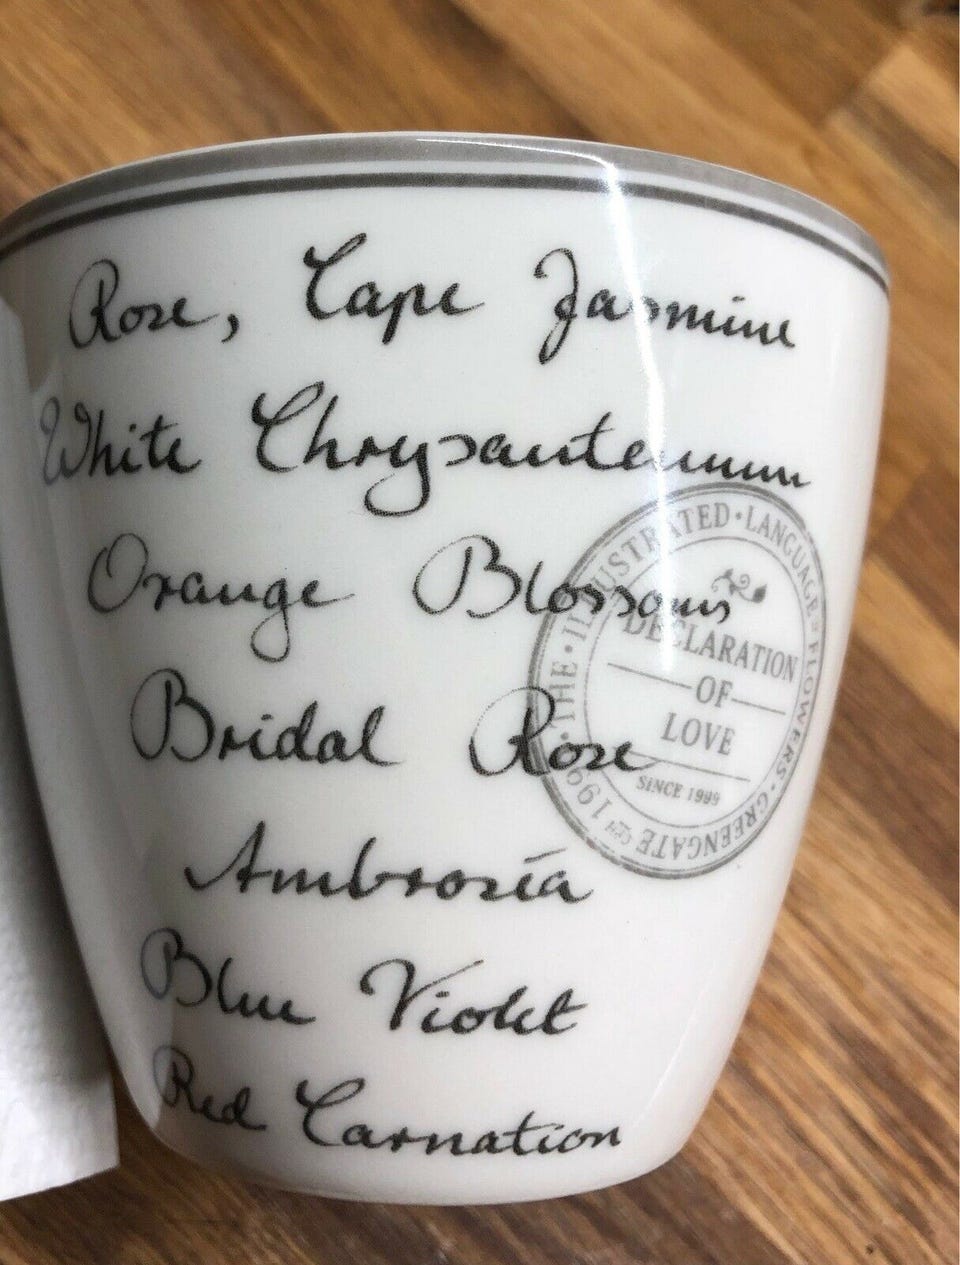 Rose, Cape Jasmine
White Chrysantemum
Orange Blossoms
Bridal Rose
Ambrosia
Blue Violet
Red Carnation
THE · ILLUSTRATED · LANGUAGE OF FLOWERS · GREENGATE
DECLARATION
OF
LOVE
SINCE 1999